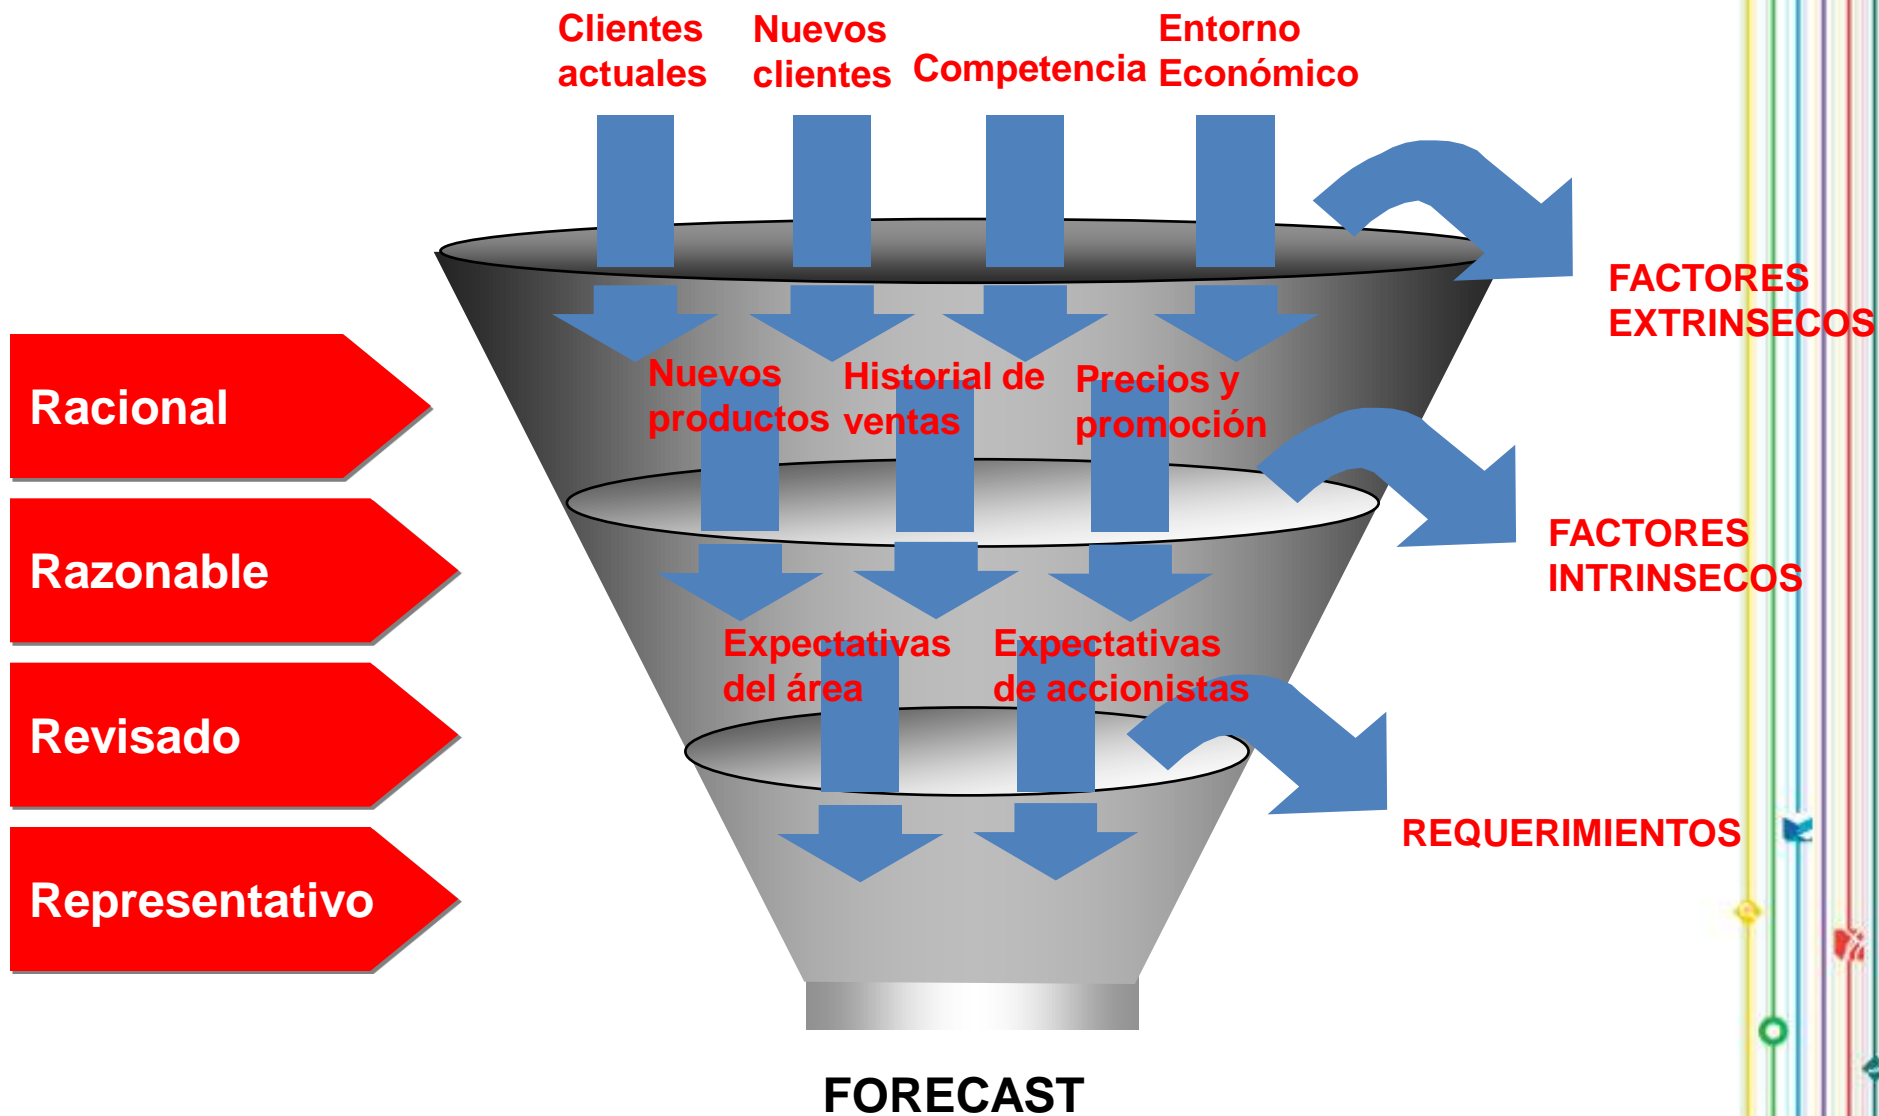 Clientes
actuales
Nuevos
clientes
Competencia
Entorno
Económico
FACTORES
EXTRINSECOS
Racional
Nuevos
productos
Historial de
ventas
Precios y
promoción
Razonable
FACTORES
INTRINSECOS
Revisado
Expectativas
del área
Expectativas
de accionistas
REQUERIMIENTOS
Representativo
FORECAST